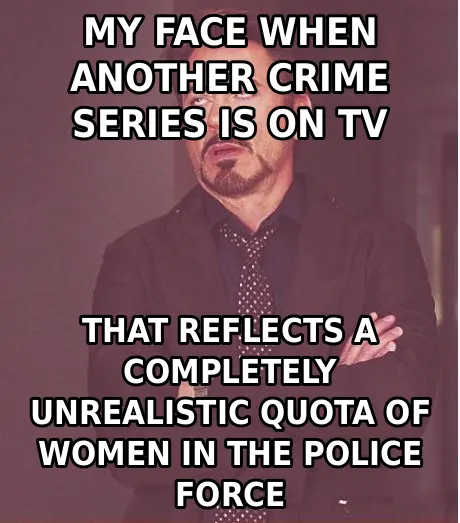 MY FACE WHEN
ANOTHER CRIME
SERIES IS ON TV
THAT REFLECTS A
COMPLETELY
UNREALISTIC QUOTA OF
WOMEN IN THE POLICE
FORCE